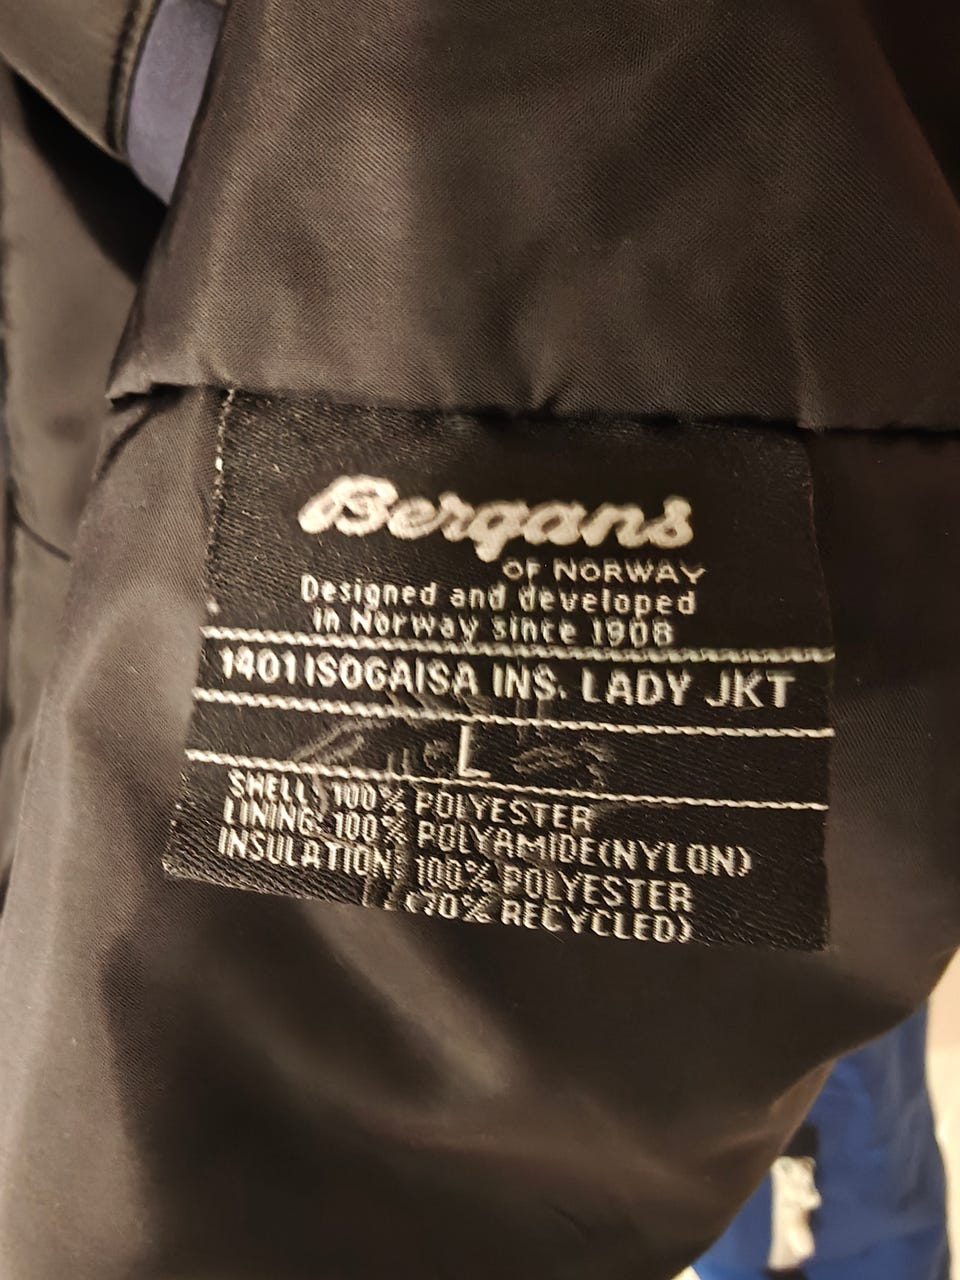 Bergans
OF NORWAY
Designed and developed
in Norway since 1908
1401 ISOGAISA INS. LADY JKT
L
SHELL: 100% POLYESTER
LINING: 100% POLYAMIDE(NYLON)
INSULATION: 100% POLYESTER
(70% RECYCLED)